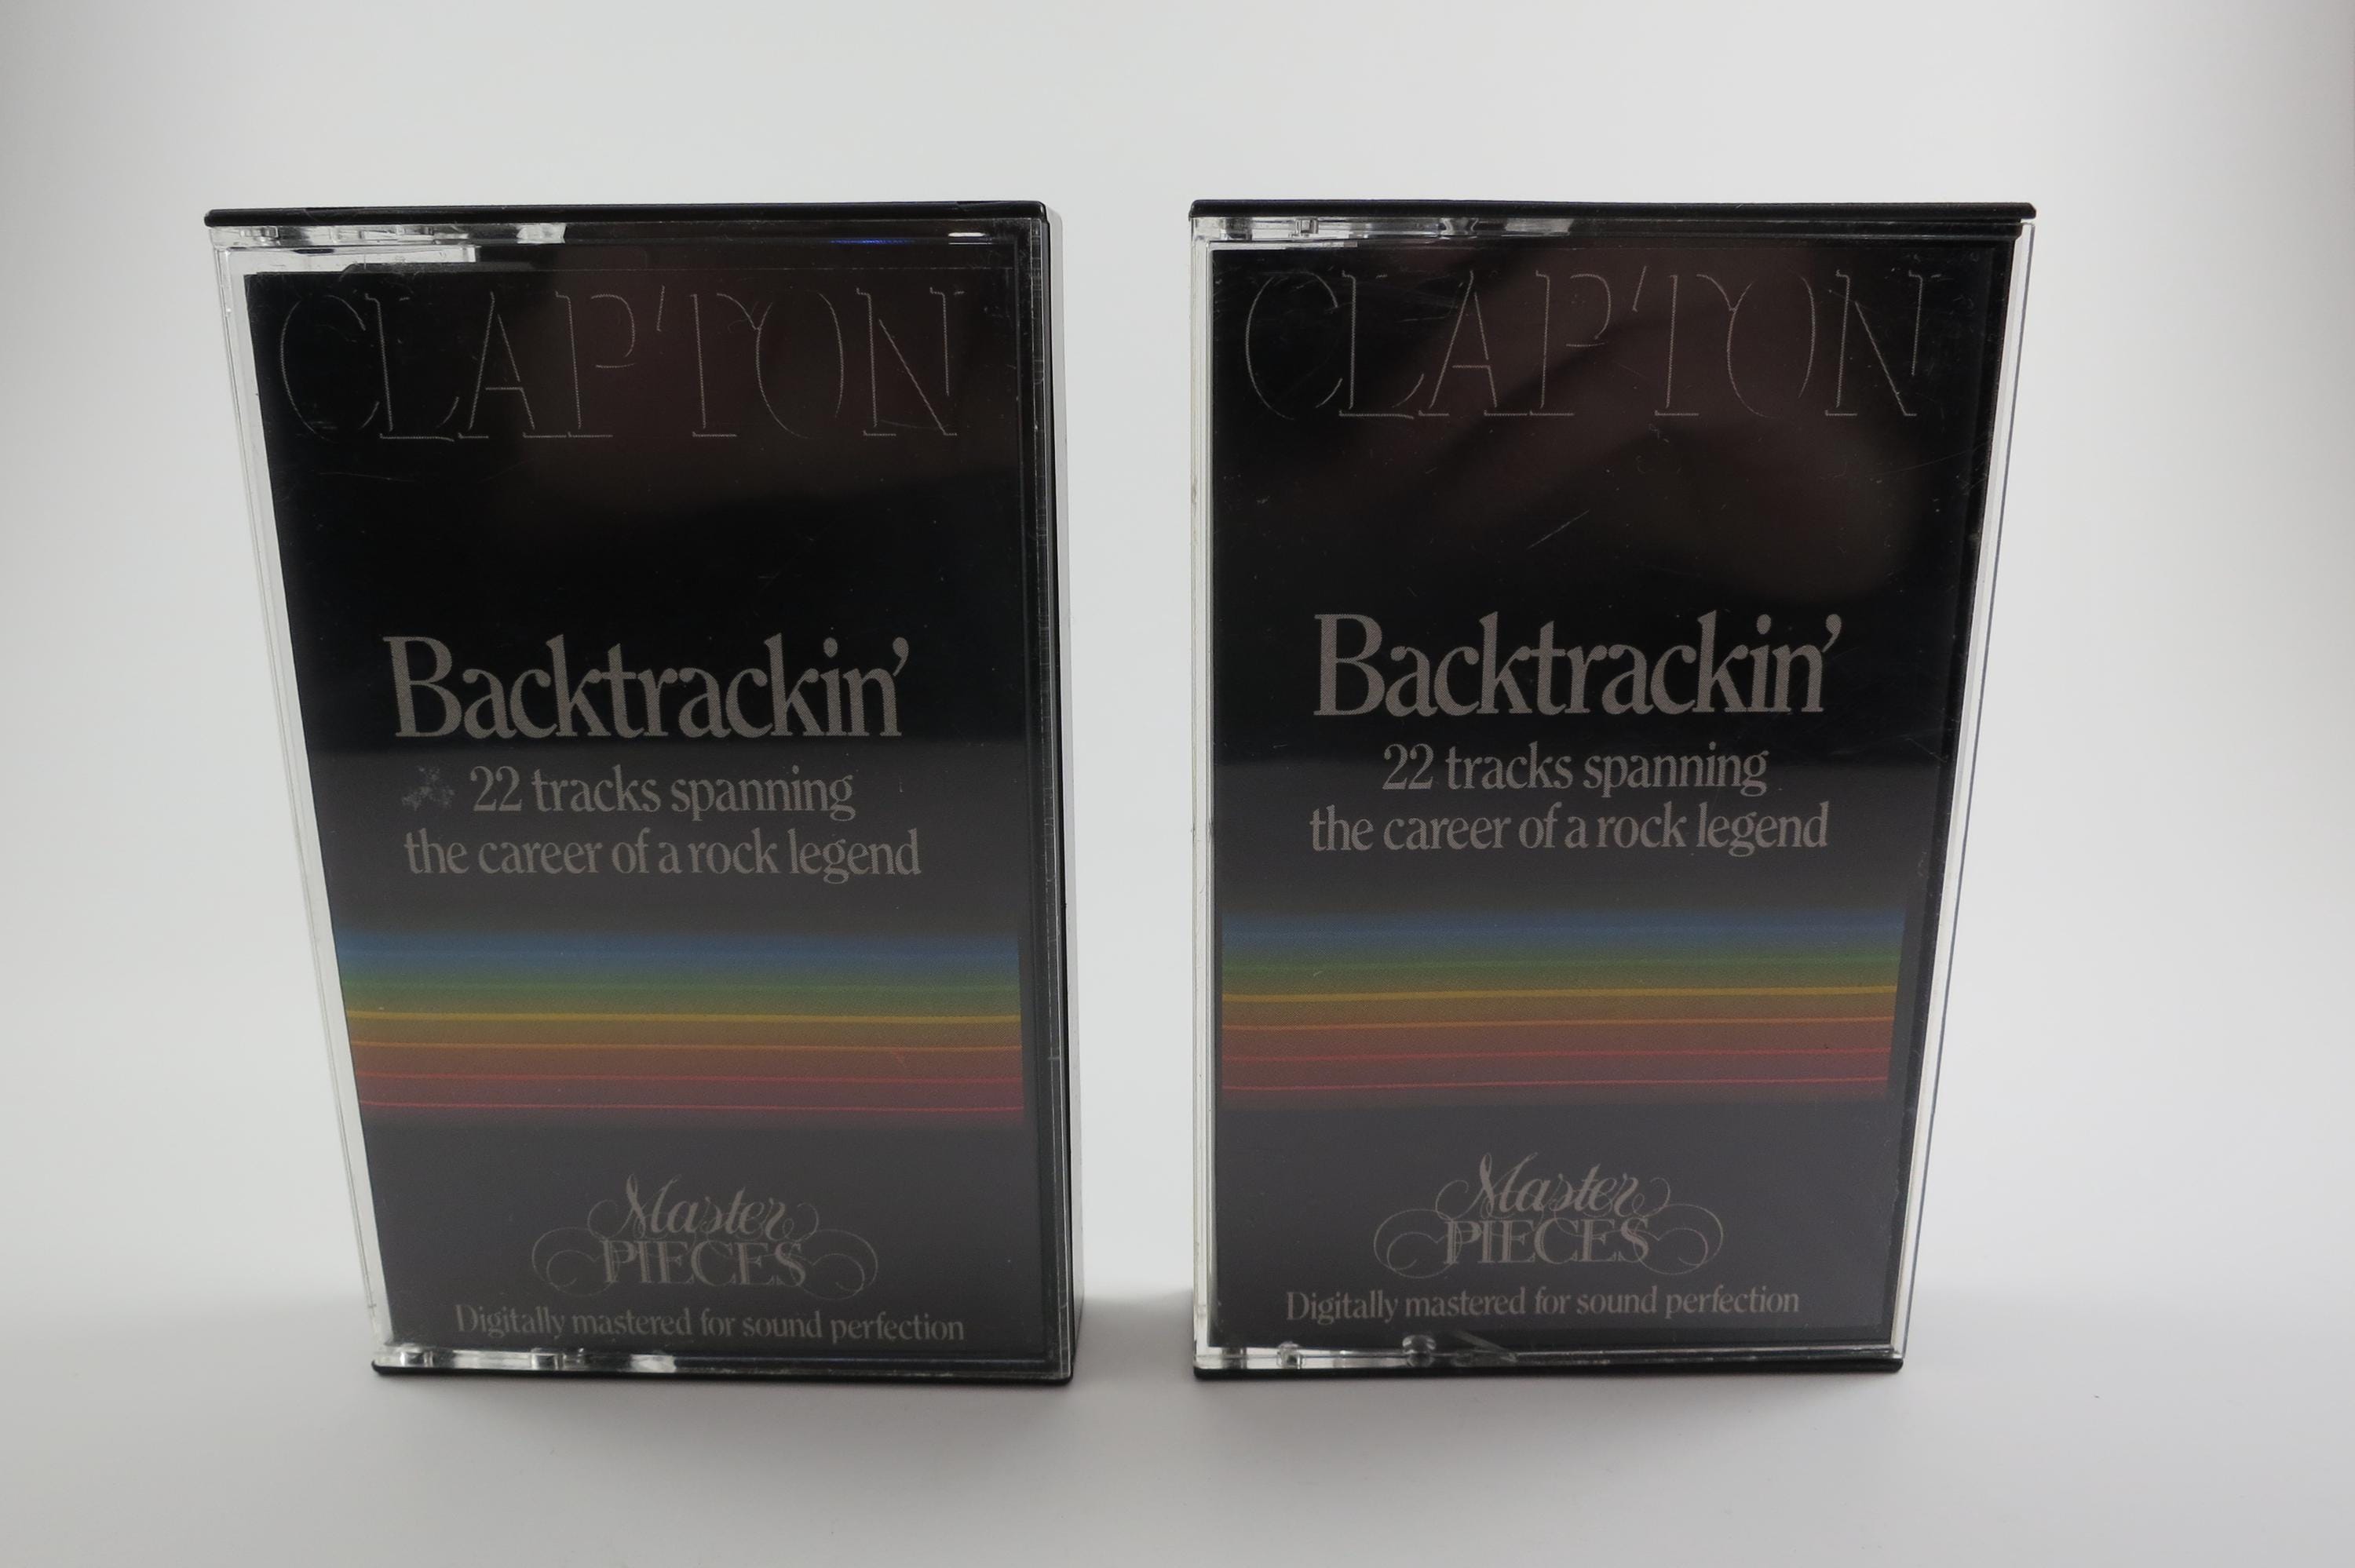 CLAPTON
Backtrackin'
22 tracks spanning
the career of a rock legend
Master
PIECES
Digitally mastered for sound perfection
CLAPTON
Backtrackin'
22 tracks spanning
the career of a rock legend
Master
PIECES
Digitally mastered for sound perfection